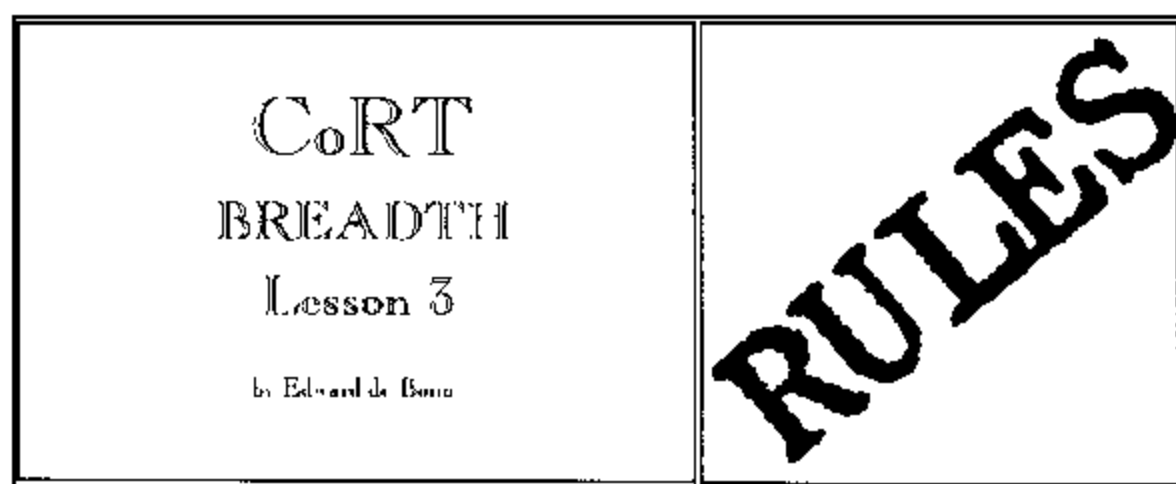 CoRT
BREADTH
Lesson 3
by Edward de Bono
RULES